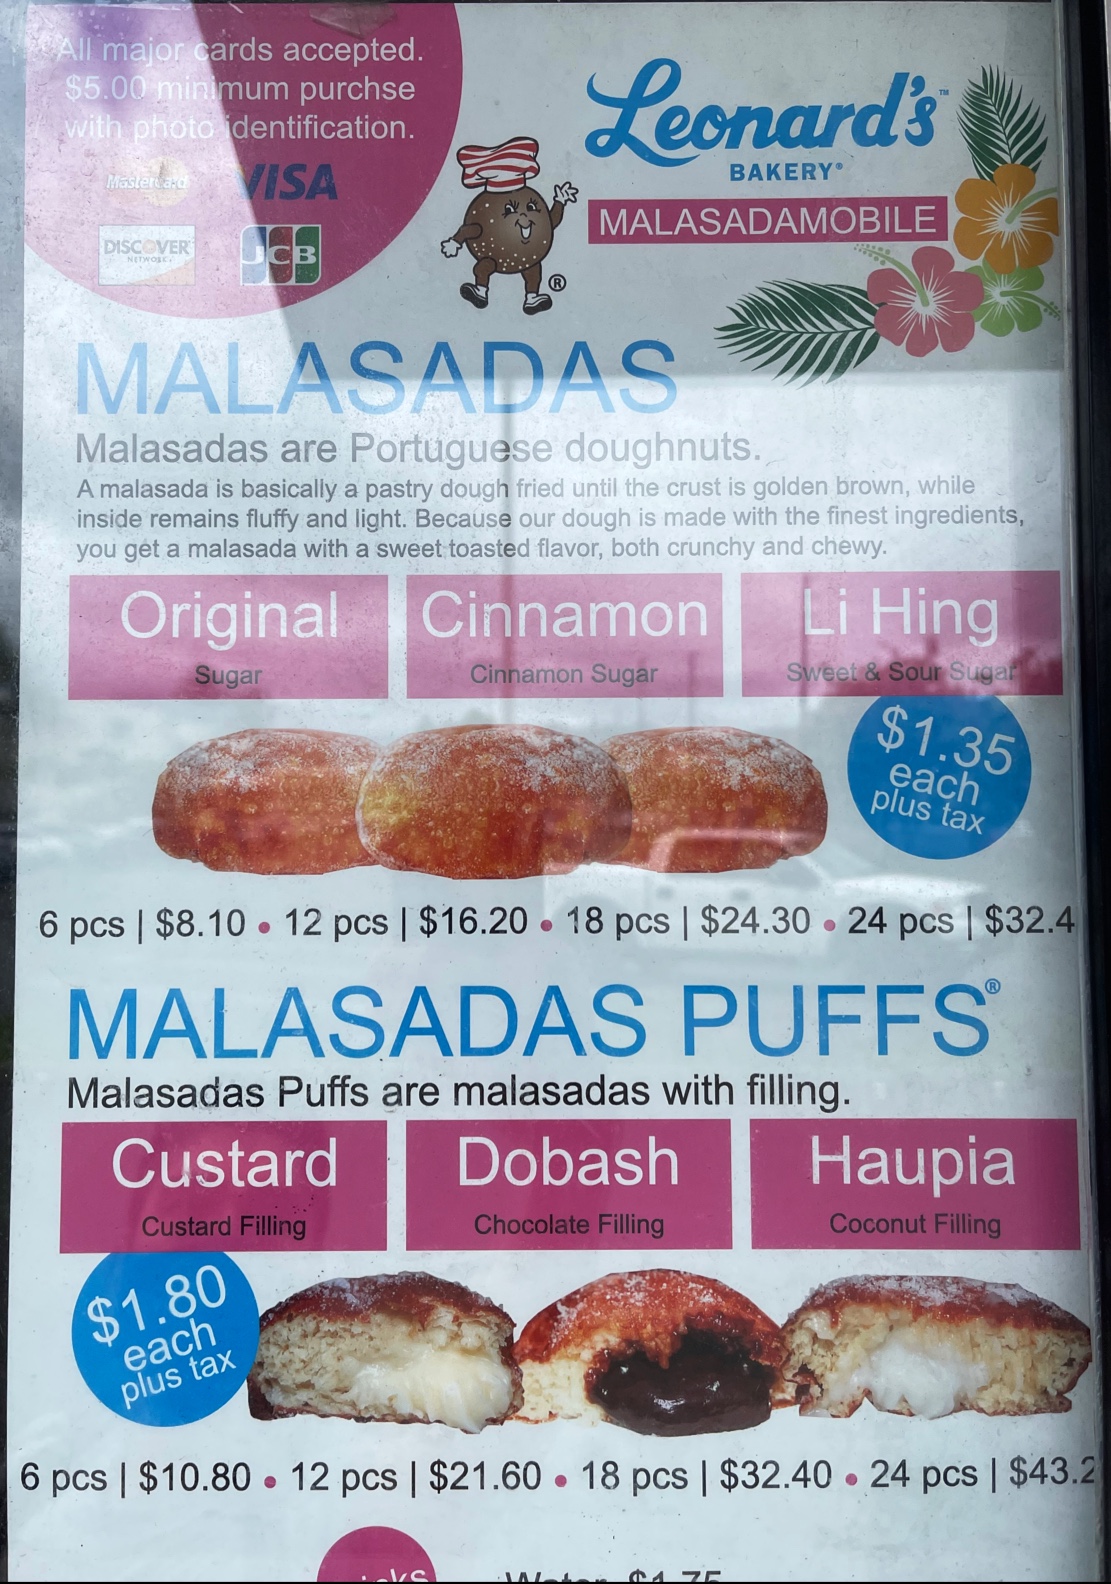 All major cards accepted.
$5.00 minimum purchse
with photo identification.
MasterCard
VISA
DISCOVER
NETWORK
JCB
Leonard's™
BAKERY®
MALASADAMOBILE
®
MALASADAS
Malasadas are Portuguese doughnuts.
A malasada is basically a pastry dough fried until the crust is golden brown, while
inside remains fluffy and light. Because our dough is made with the finest ingredients,
you get a malasada with a sweet toasted flavor, both crunchy and chewy.
Original
Sugar
Cinnamon
Cinnamon Sugar
Li Hing
Sweet & Sour Sugar
$1.35
each
plus tax
6 pcs | $8.10 • 12 pcs | $16.20 • 18 pcs | $24.30 • 24 pcs | $32.4
MALASADAS PUFFS®
Malasadas Puffs are malasadas with filling.
Custard
Custard Filling
Dobash
Chocolate Filling
Haupia
Coconut Filling
$1.80
each
plus tax
6 pcs | $10.80 • 12 pcs | $21.60 • 18 pcs | $32.40 • 24 pcs | $43.2
Water $1.75